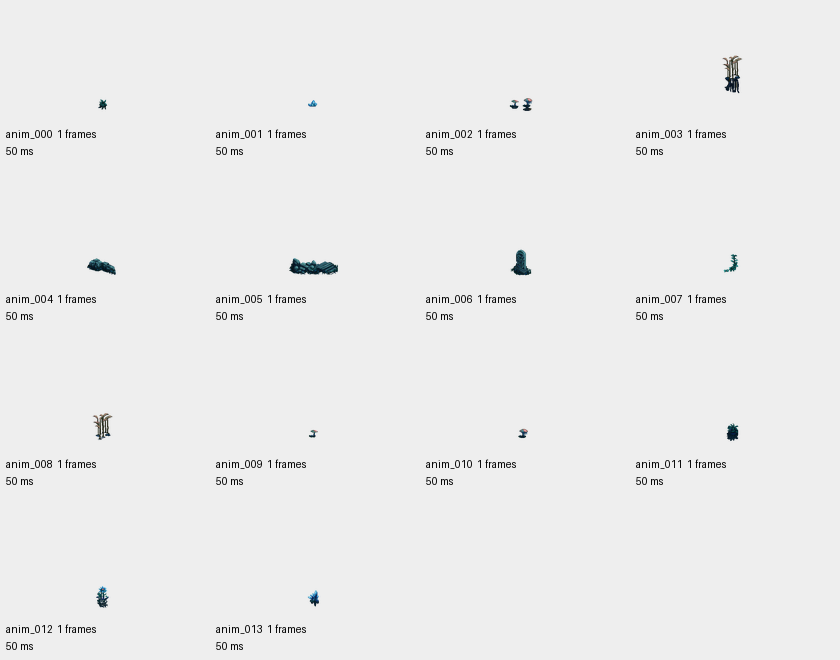 anim_000 1 frames
50 ms
anim_001 1 frames
50 ms
anim_002 1 frames
50 ms
anim_003 1 frames
50 ms
anim_004 1 frames
50 ms
anim_005 1 frames
50 ms
anim_006 1 frames
50 ms
anim_007 1 frames
50 ms
anim_008 1 frames
50 ms
anim_009 1 frames
50 ms
anim_010 1 frames
50 ms
anim_011 1 frames
50 ms
anim_012 1 frames
50 ms
anim_013 1 frames
50 ms